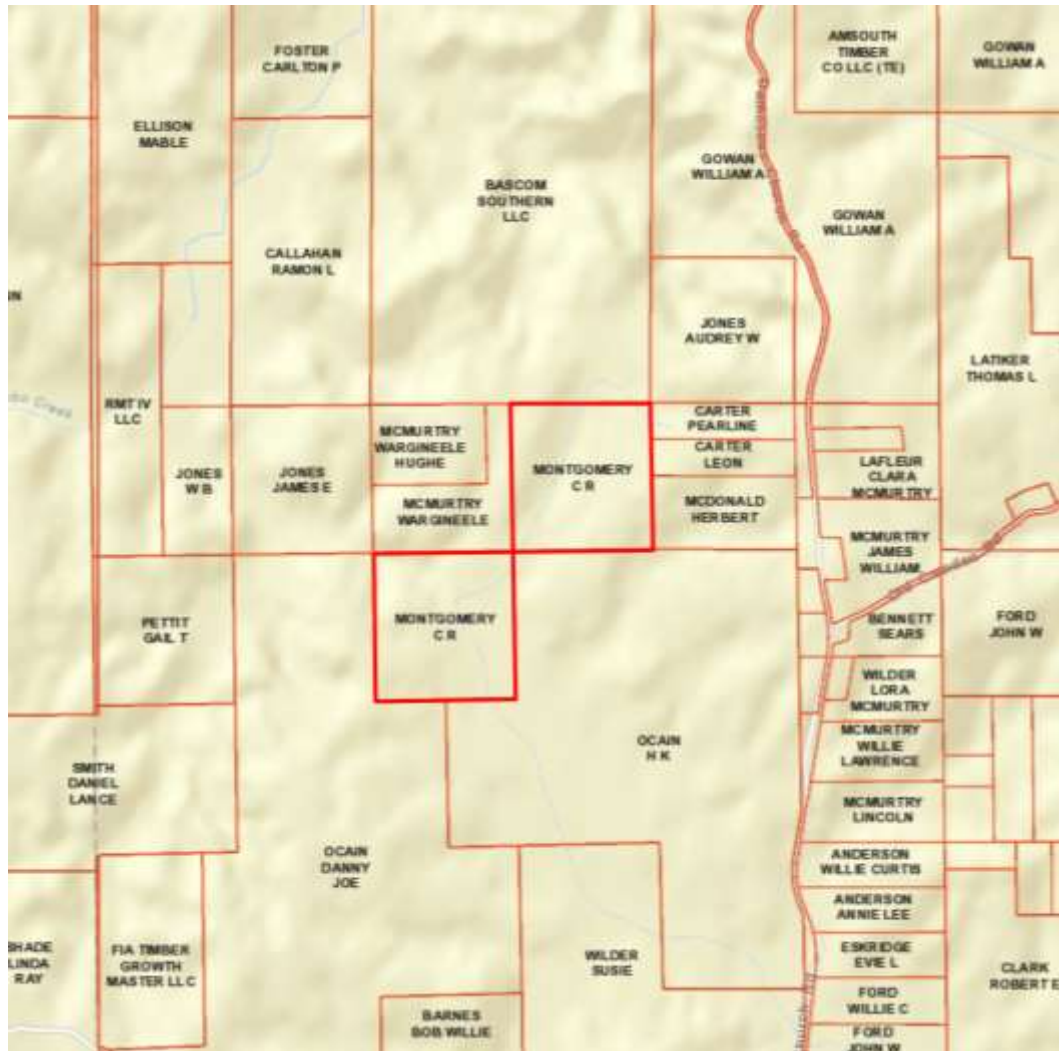 FOSTER
CARLTON P
AMSOUTH
TIMBER
CO LLC (TE)
GOWAN
WILLIAM A
ELLISON
MABLE
GOWAN
WILLIAM A
BASCOM
SOUTHERN
LLC
GOWAN
WILLIAM A
CALLAHAN
RAMON L
JONES
AUDREY W
LATIKER
THOMAS L
RMT IV
LLC
Creek
CARTER
PEARLINE
MCMURTRY
WARGINEELE
HUGHE
CARTER
LEON
JONES
W B
JONES
JAMES E
MONTGOMERY
C R
LAFLEUR
CLARA
MCMURTRY
MCMURTRY
WARGINEELE
MCDONALD
HERBERT
MCMURTRY
JAMES
WILLIAM
PETTIT
GAIL T
MONTGOMERY
C R
BENNETT
SEARS
FORD
JOHN W
WILDER
LORA
MCMURTRY
OCAIN
H K
MCMURTRY
WILLIE
LAWRENCE
SMITH
DANIEL
LANCE
MCMURTRY
LINCOLN
OCAIN
DANNY
JOE
ANDERSON
WILLIE CURTIS
ANDERSON
ANNIE LEE
SHADE
LINDA
RAY
FIA TIMBER
GROWTH
MASTER LLC
WILDER
SUSIE
ESKRIDGE
EVIE L
CLARK
ROBERT E
FORD
WILLIE C
BARNES
BOB WILLIE
FORD
JOHN W